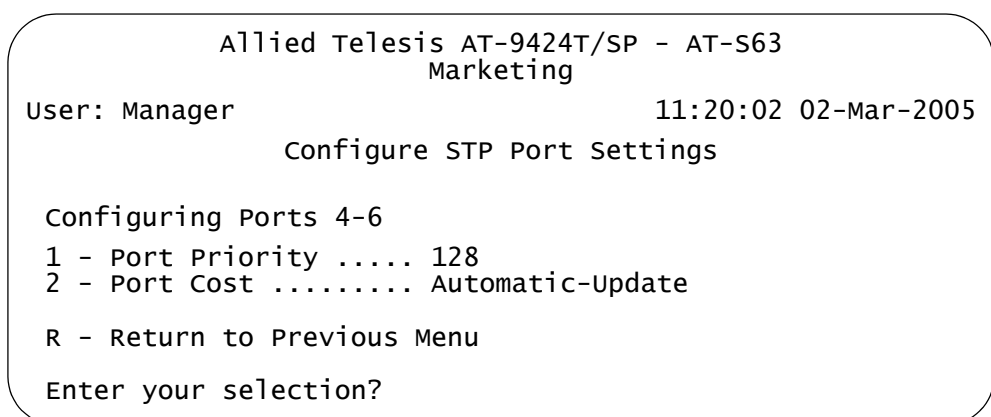 Allied Telesis AT-9424T/SP - AT-S63
Marketing
User: Manager 11:20:02 02-Mar-2005
Configure STP Port Settings
Configuring Ports 4-6
1 - Port Priority ..... 128
2 - Port Cost ......... Automatic-Update
R - Return to Previous Menu
Enter your selection?